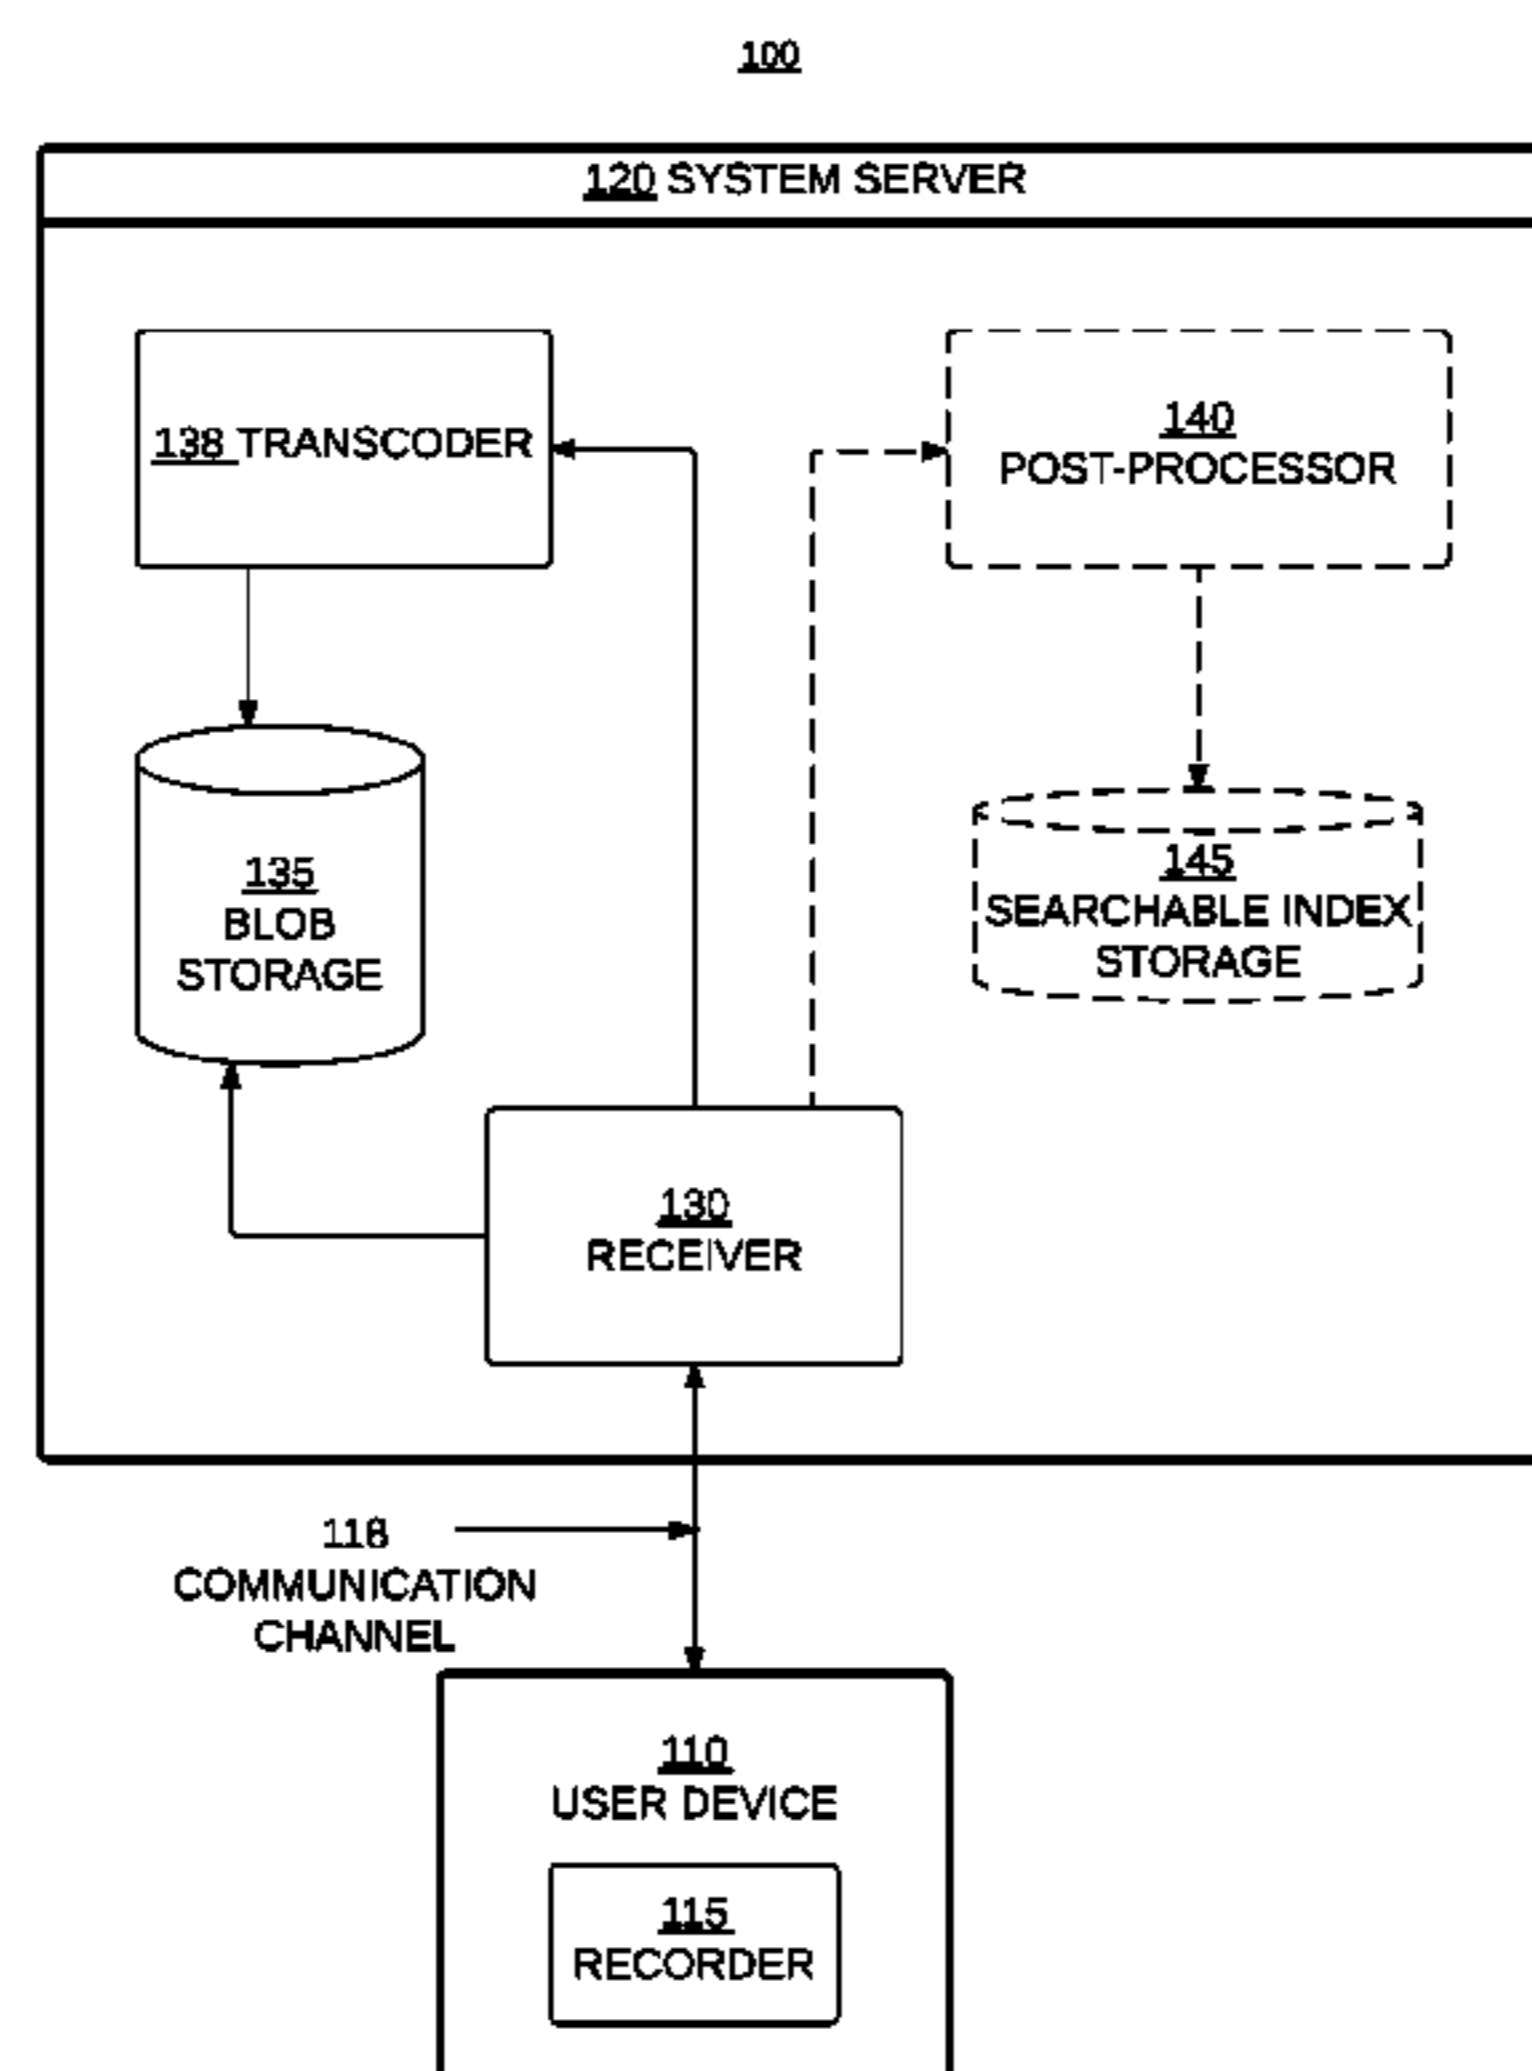 100
120 SYSTEM SERVER
138 TRANSCODER
140
POST-PROCESSOR
135
BLOB
STORAGE
145
SEARCHABLE INDEX
STORAGE
130
RECEIVER
118
COMMUNICATION
CHANNEL
110
USER DEVICE
115
RECORDER